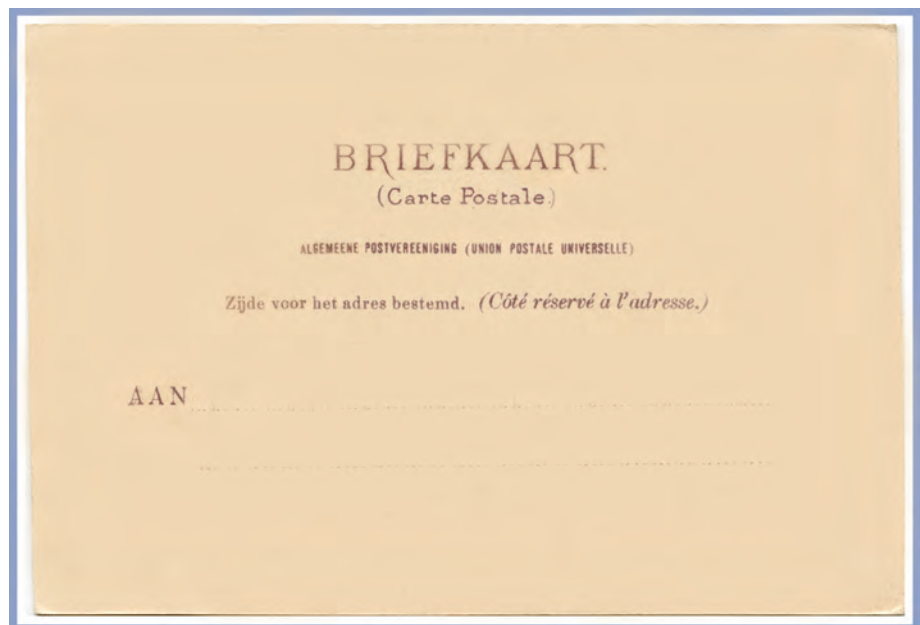 BRIEFKAART.
(Carte Postale.)
ALGEMEENE POSTVEREENIGING (UNION POSTALE UNIVERSELLE)
Zijde voor het adres bestemd. (Côté réservé à l'adresse.)
AAN